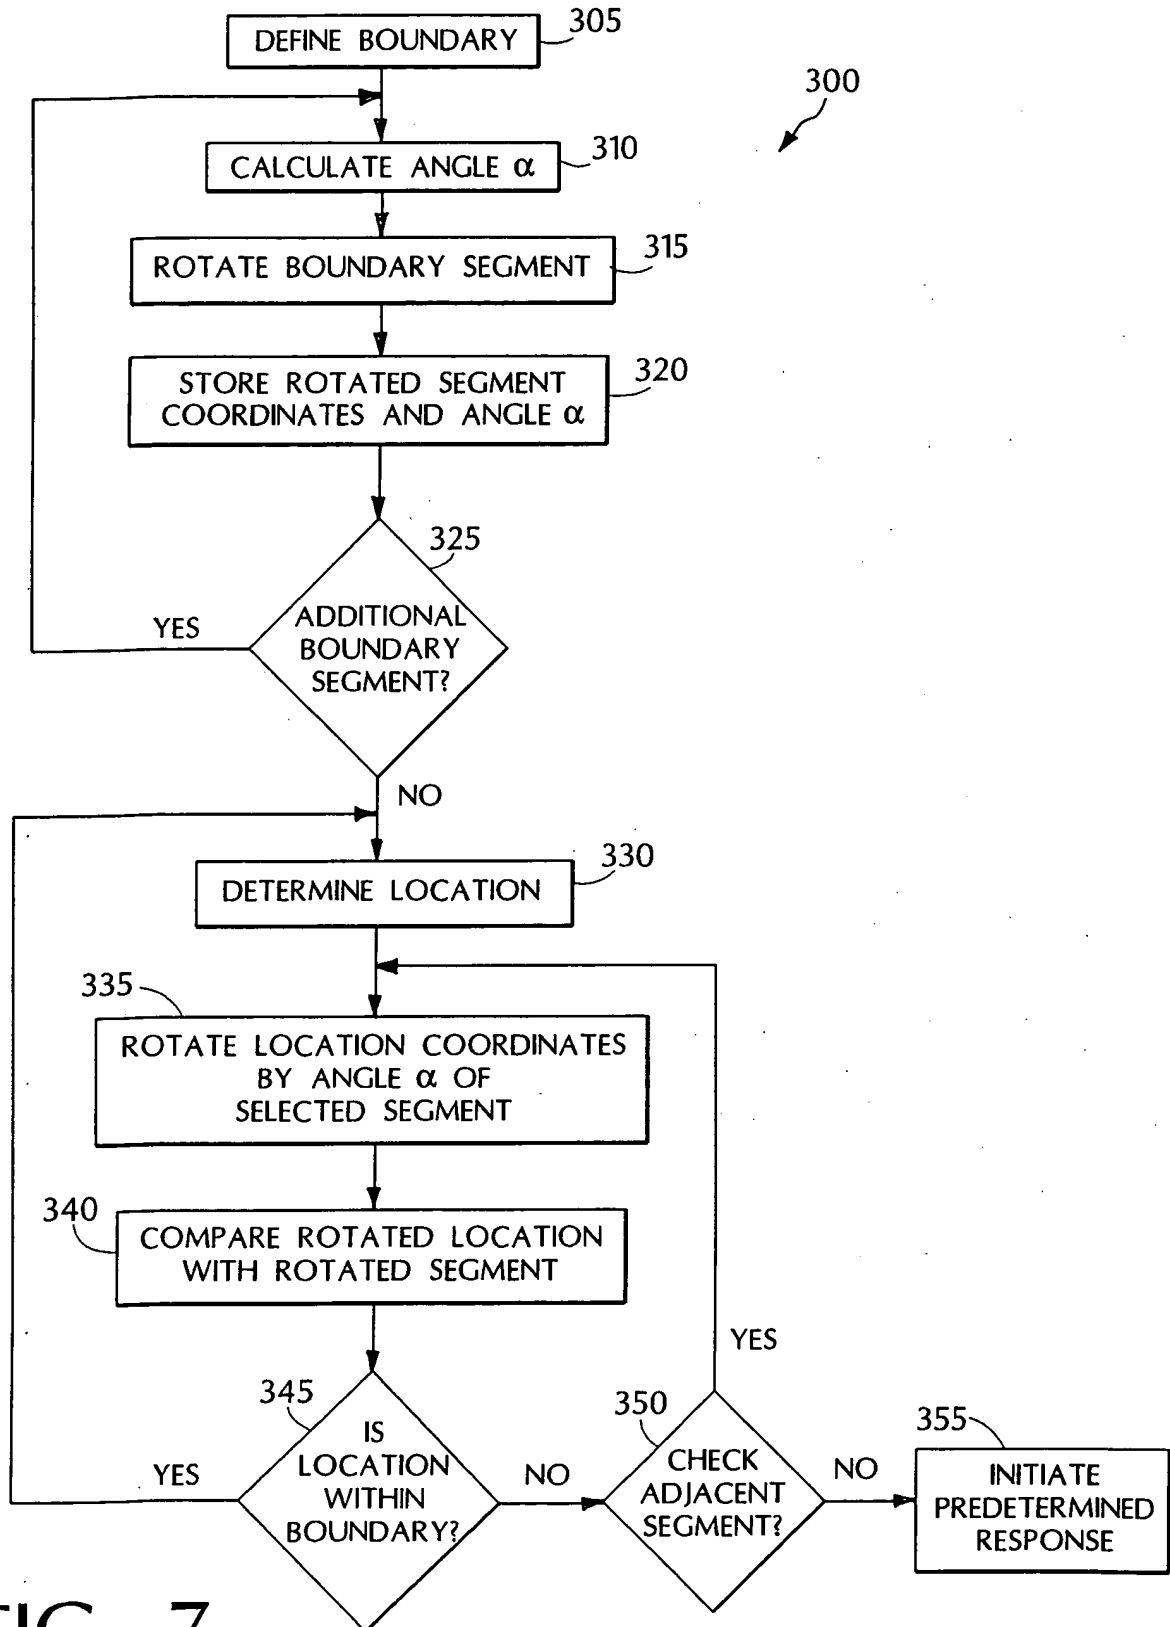 DEFINE BOUNDARY
305
300
CALCULATE ANGLE α
310
ROTATE BOUNDARY SEGMENT
315
STORE ROTATED SEGMENT
COORDINATES AND ANGLE α
320
325
ADDITIONAL
BOUNDARY
SEGMENT?
YES
NO
DETERMINE LOCATION
330
335
ROTATE LOCATION COORDINATES
BY ANGLE α OF
SELECTED SEGMENT
340
COMPARE ROTATED LOCATION
WITH ROTATED SEGMENT
YES
345
IS
LOCATION
WITHIN
BOUNDARY?
YES
NO
350
CHECK
ADJACENT
SEGMENT?
NO
355
INITIATE
PREDETERMINED
RESPONSE
FIG. 7